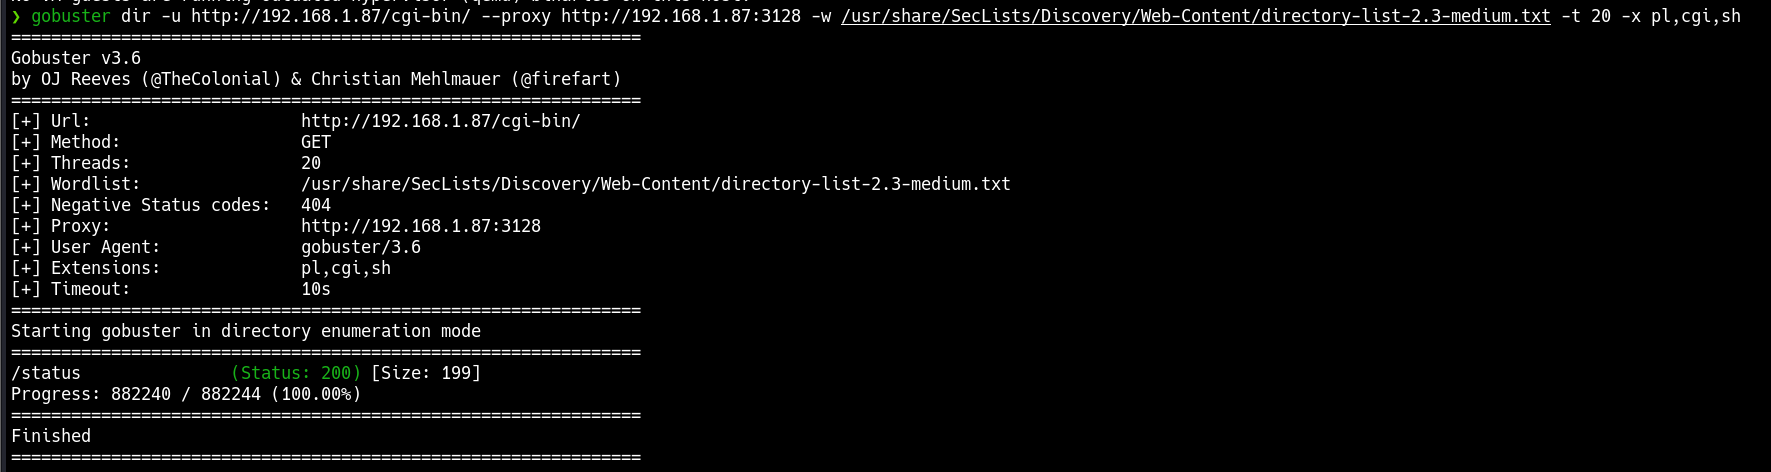 ❯ gobuster dir -u http://192.168.1.87/cgi-bin/ --proxy http://192.168.1.87:3128 -w /usr/share/SecLists/Discovery/Web-Content/directory-list-2.3-medium.txt -t 20 -x pl,cgi,sh
===============================================================
Gobuster v3.6
by OJ Reeves (@TheColonial) & Christian Mehlmauer (@firefart)
===============================================================
[+] Url:                     http://192.168.1.87/cgi-bin/
[+] Method:                  GET
[+] Threads:                 20
[+] Wordlist:                /usr/share/SecLists/Discovery/Web-Content/directory-list-2.3-medium.txt
[+] Negative Status codes:   404
[+] Proxy:                   http://192.168.1.87:3128
[+] User Agent:              gobuster/3.6
[+] Extensions:              pl,cgi,sh
[+] Timeout:                 10s
===============================================================
Starting gobuster in directory enumeration mode
===============================================================
/status               (Status: 200) [Size: 199]
Progress: 882240 / 882244 (100.00%)
===============================================================
Finished
===============================================================